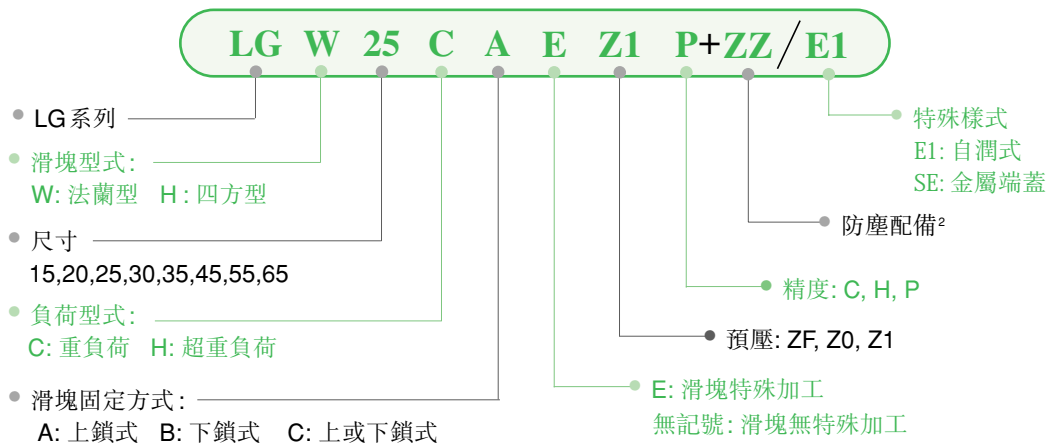 LG W 25 C A E Z1 P+ZZ/E1
LG系列
滑塊型式:
W: 法蘭型 H : 四方型
尺寸
15,20,25,30,35,45,55,65
負荷型式:
C: 重負荷 H: 超重負荷
滑塊固定方式:
A: 上鎖式 B: 下鎖式 C: 上或下鎖式
特殊樣式
E1: 自潤式
SE: 金屬端蓋
防塵配備²
精度: C, H, P
預壓: ZF, Z0, Z1
E: 滑塊特殊加工
無記號: 滑塊無特殊加工